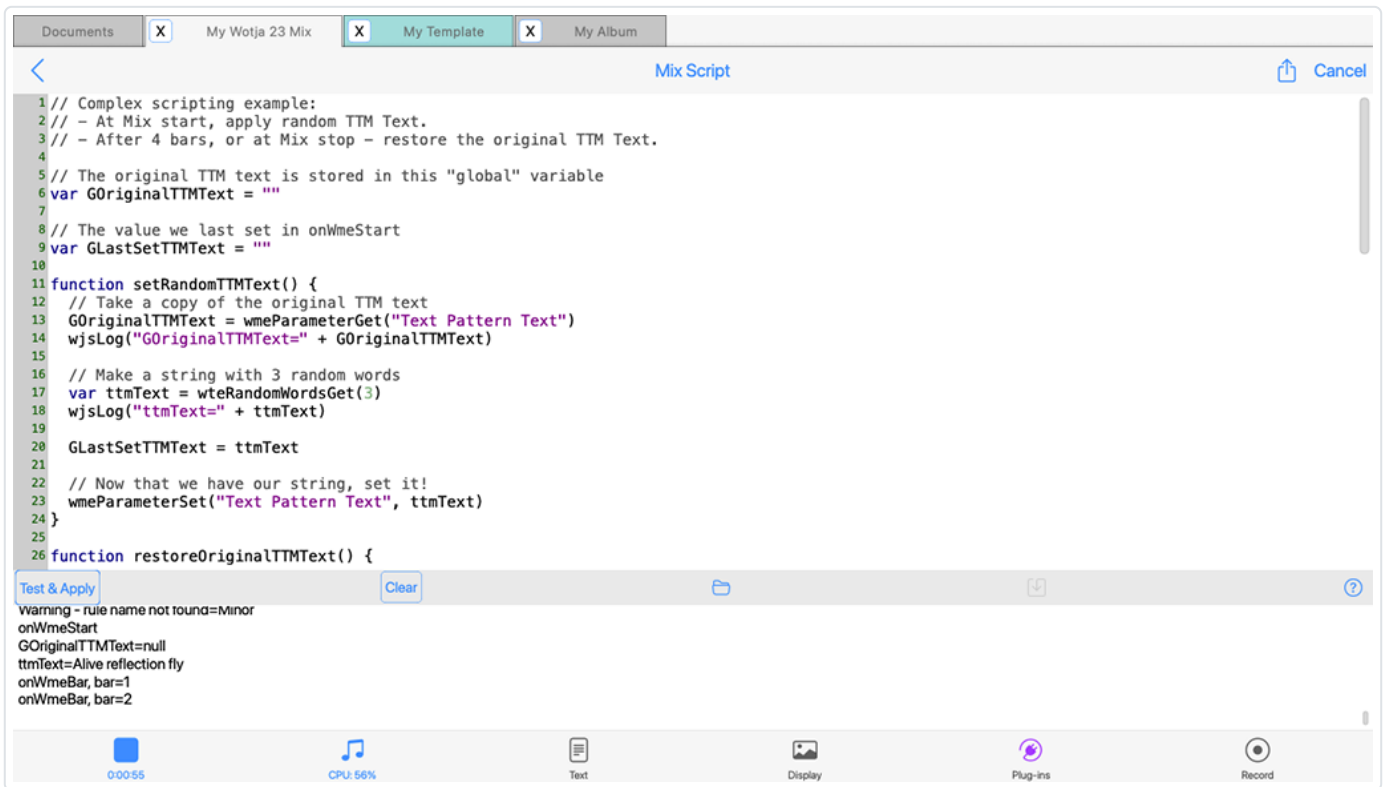 Documents X My Wotja 23 Mix X My Template X My Album
Mix Script Cancel
1 // Complex scripting example:
2 // – At Mix start, apply random TTM Text.
3 // – After 4 bars, or at Mix stop – restore the original TTM Text.
4
5 // The original TTM text is stored in this "global" variable
6 var GOriginalTTMText = ""
7
8 // The value we last set in onWmeStart
9 var GLastSetTTMText = ""
10
11 function setRandomTTMText() {
12 // Take a copy of the original TTM text
13 GOriginalTTMText = wmeParameterGet("Text Pattern Text")
14 wjsLog("GOriginalTTMText=" + GOriginalTTMText)
15
16 // Make a string with 3 random words
17 var ttmText = wteRandomWordsGet(3)
18 wjsLog("ttmText=" + ttmText)
19
20 GLastSetTTMText = ttmText
21
22 // Now that we have our string, set it!
23 wmeParameterSet("Text Pattern Text", ttmText)
24 }
25
26 function restoreOriginalTTMText() {
Test & Apply Clear ?
Warning - rule name not found=Minor
onWmeStart
GOriginalTTMText=null
ttmText=Alive reflection fly
onWmeBar, bar=1
onWmeBar, bar=2
0:00:55 CPU: 56% Text Display Plug-ins Record